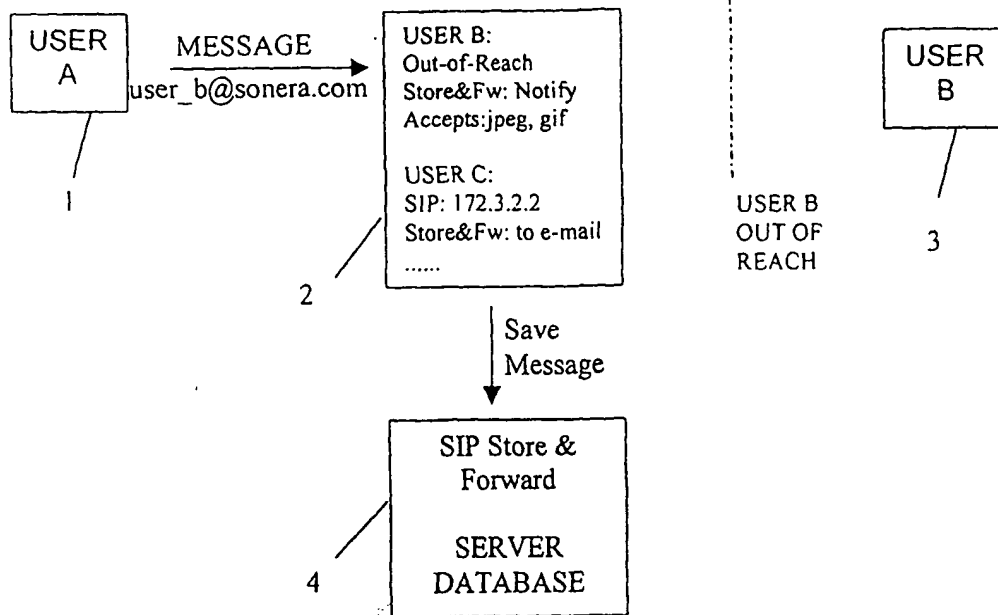 USER
A
MESSAGE
user_b@sonera.com
1
USER B:
Out-of-Reach
Store&Fw: Notify
Accepts:jpeg, gif
USER C:
SIP: 172.3.2.2
Store&Fw: to e-mail
......
2
USER B
OUT OF
REACH
USER
B
3
Save
Message
SIP Store &
Forward
SERVER
DATABASE
4